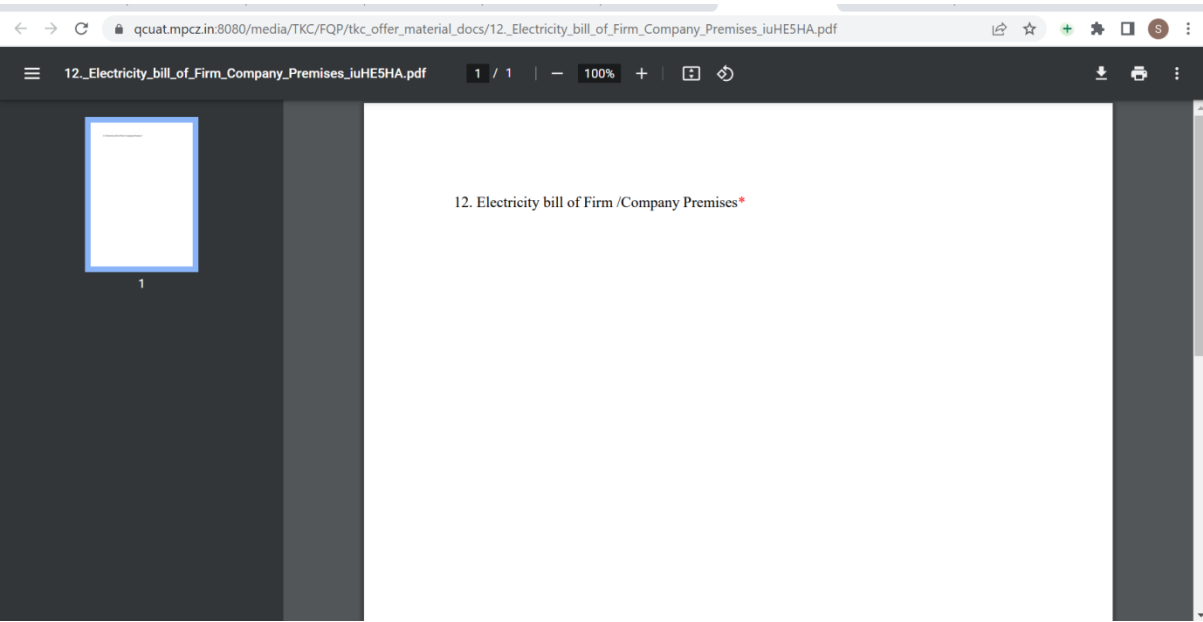 qcuat.mpcz.in:8080/media/TKC/FQP/tkc_offer_material_docs/12._Electricity_bill_of_Firm_Company_Premises_iuHE5HA.pdf
S
12._Electricity_bill_of_Firm_Company_Premises_iuHE5HA.pdf
1 / 1
100%
12. Electricity bill of Firm /Company Premises*
1